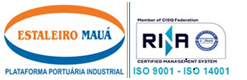 ESTALEIRO MAUÁ
PLATAFORMA PORTUÁRIA INDUSTRIAL
Member of CISQ Federation
RINA
CERTIFIED MANAGEMENT SYSTEM
ISO 9001 - ISO 14001